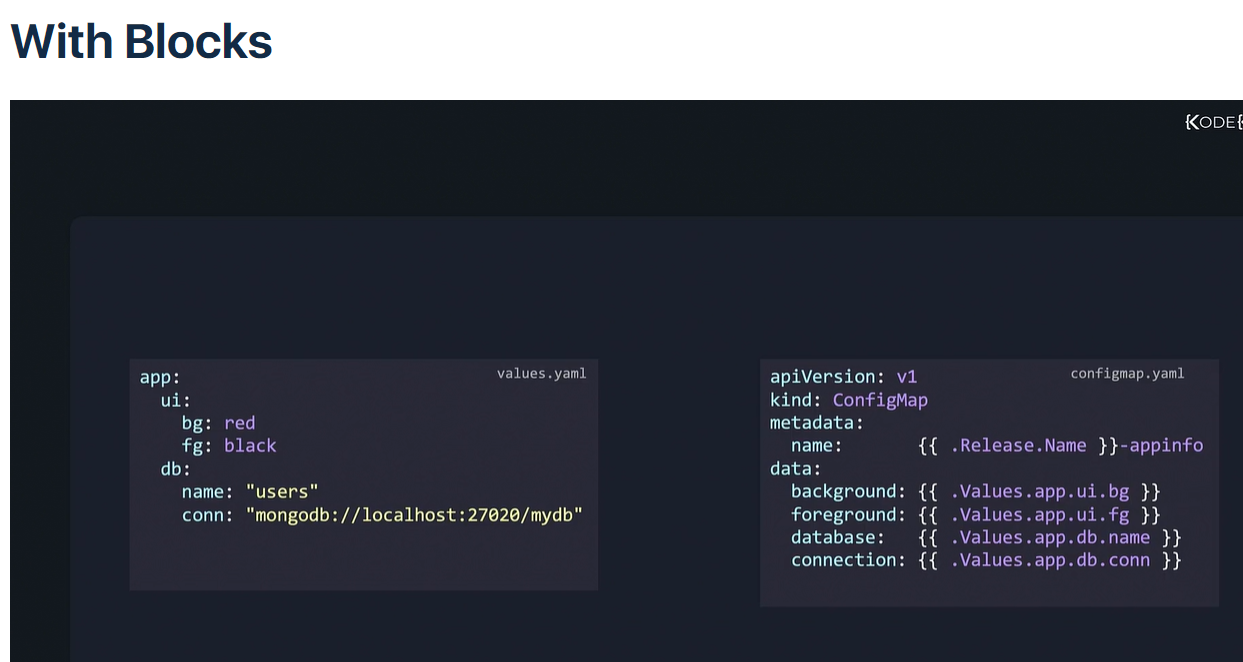 With Blocks
{KODE{
values.yaml
app:
  ui:
    bg: red
    fg: black
  db:
    name: "users"
    conn: "mongodb://localhost:27020/mydb"
configmap.yaml
apiVersion: v1
kind: ConfigMap
metadata:
  name:       {{ .Release.Name }}-appinfo
data:
  background: {{ .Values.app.ui.bg }}
  foreground: {{ .Values.app.ui.fg }}
  database:   {{ .Values.app.db.name }}
  connection: {{ .Values.app.db.conn }}